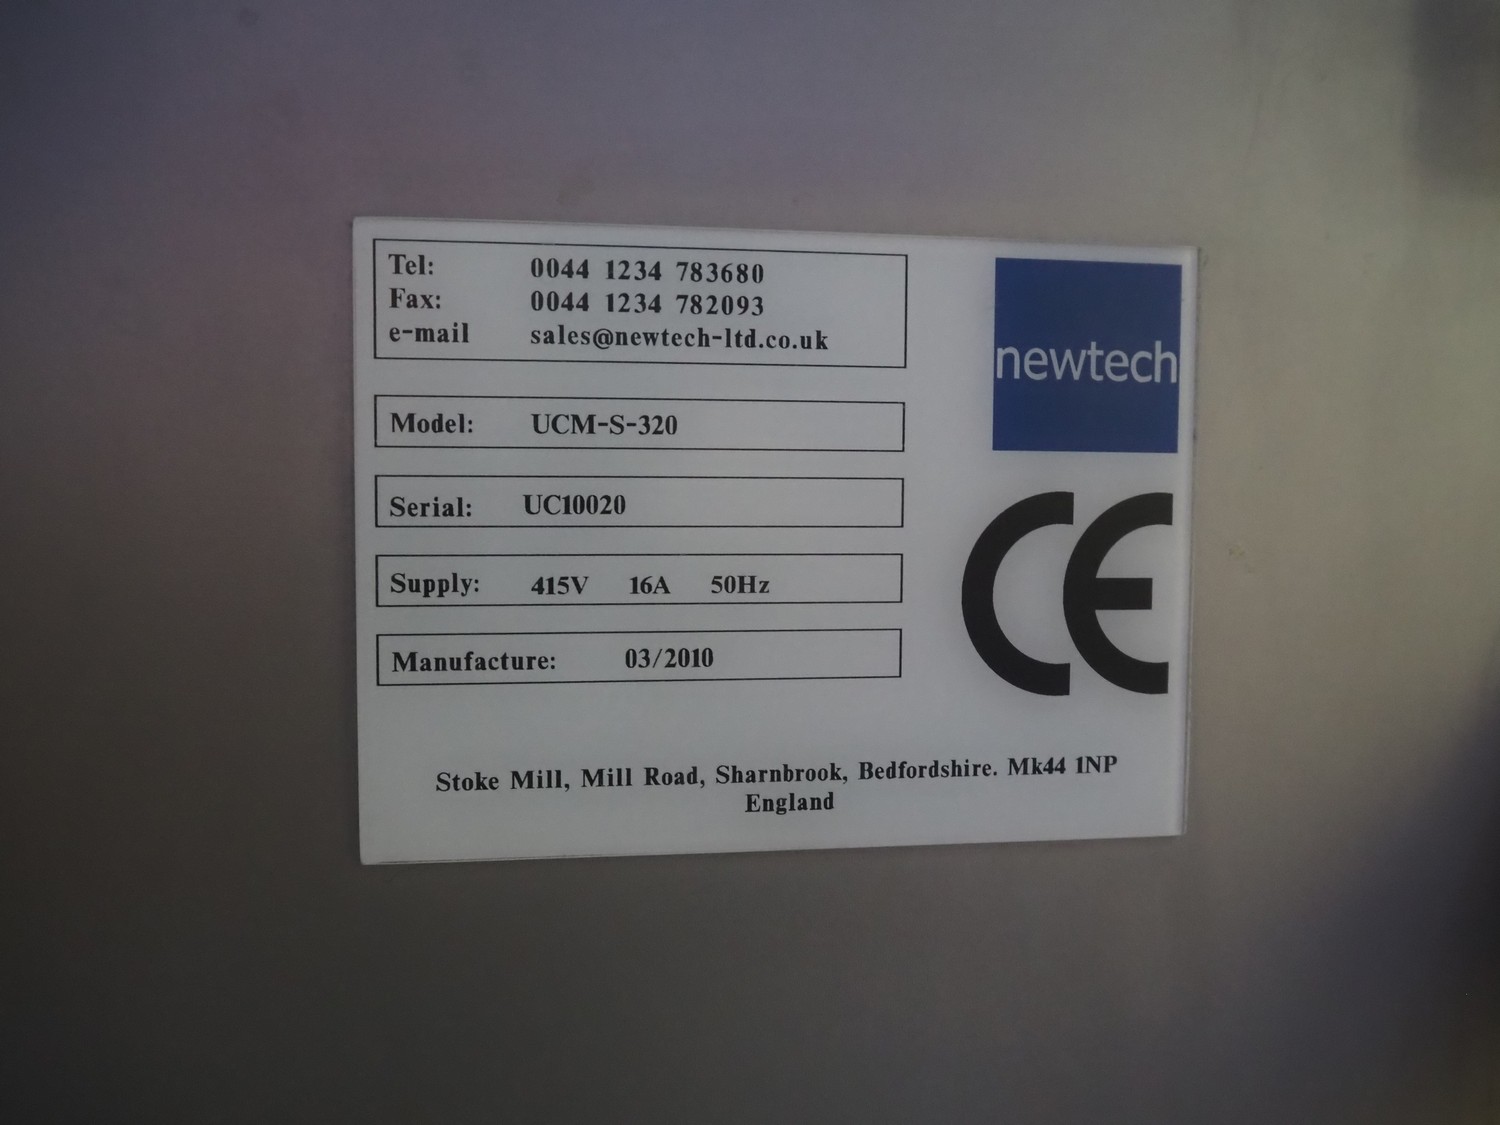 Tel: 0044 1234 783680
Fax: 0044 1234 782093
e-mail sales@newtech-ltd.co.uk
newtech
Model: UCM-S-320
Serial: UC10020
CE
Supply: 415V 16A 50Hz
Manufacture: 03/2010
Stoke Mill, Mill Road, Sharnbrook, Bedfordshire. Mk44 1NP
England